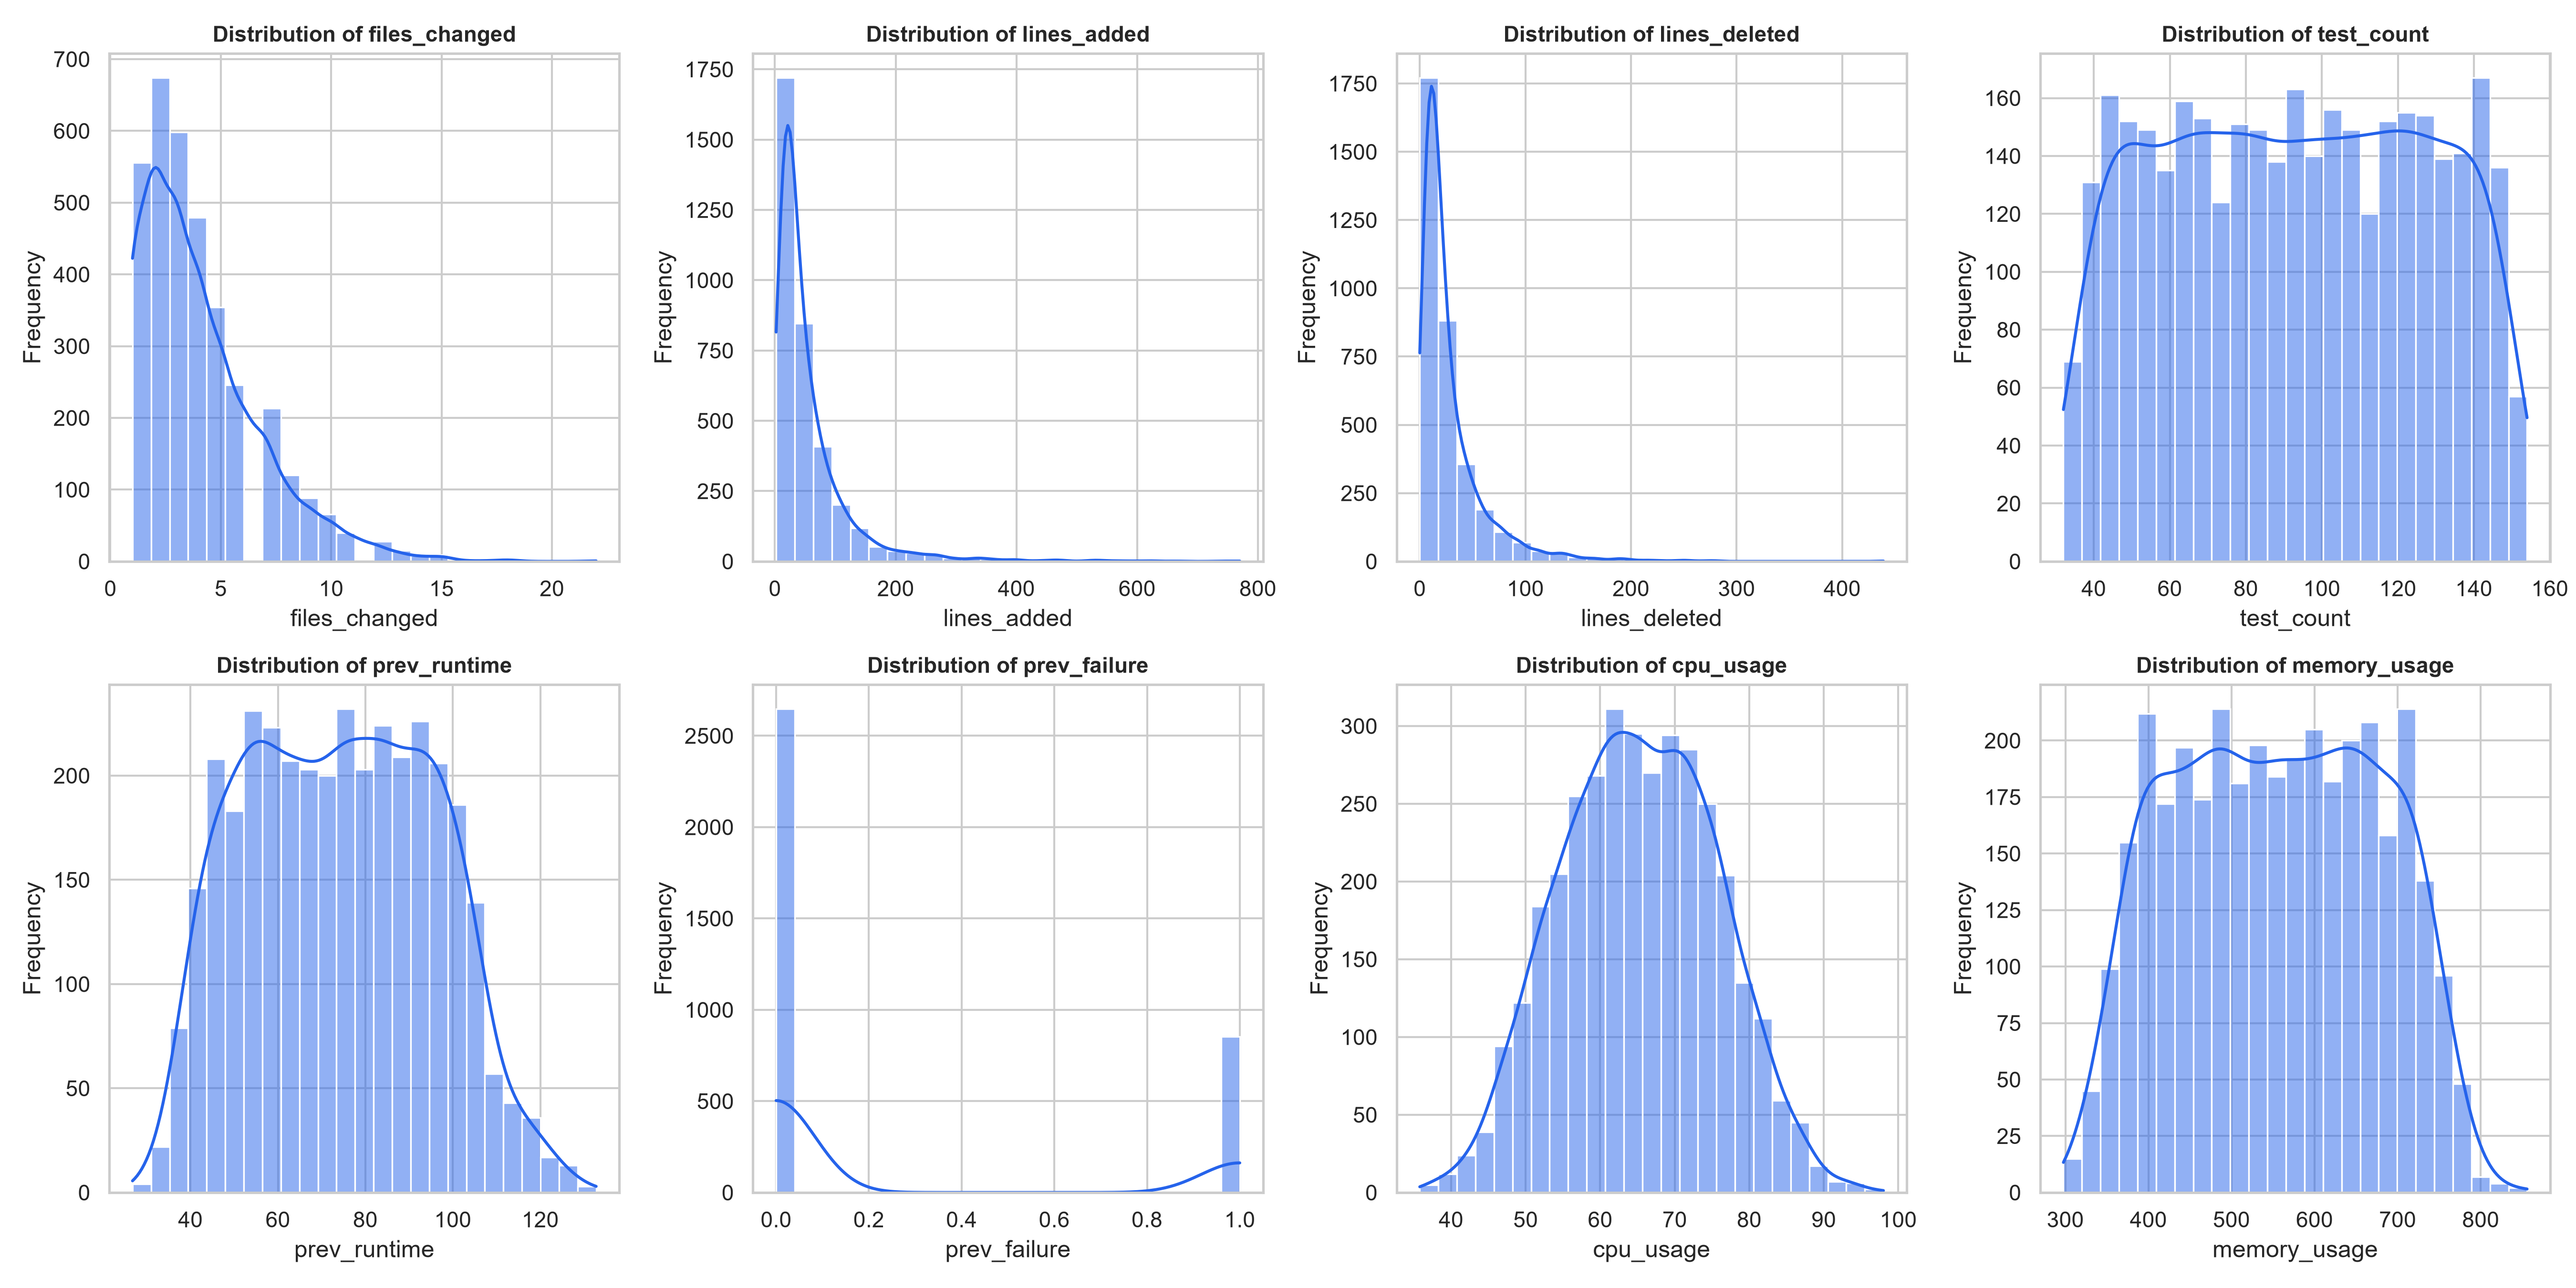 Distribution of files_changed
700
600
500
400
300
200
100
0
Frequency
0 5 10 15 20
files_changed
Distribution of lines_added
1750
1500
1250
1000
750
500
250
0
Frequency
0 200 400 600 800
lines_added
Distribution of lines_deleted
1750
1500
1250
1000
750
500
250
0
Frequency
0 100 200 300 400
lines_deleted
Distribution of test_count
160
140
120
100
80
60
40
20
0
Frequency
40 60 80 100 120 140 160
test_count
Distribution of prev_runtime
200
150
100
50
0
Frequency
40 60 80 100 120
prev_runtime
Distribution of prev_failure
2500
2000
1500
1000
500
0
Frequency
0.0 0.2 0.4 0.6 0.8 1.0
prev_failure
Distribution of cpu_usage
300
250
200
150
100
50
0
Frequency
40 50 60 70 80 90 100
cpu_usage
Distribution of memory_usage
200
175
150
125
100
75
50
25
0
Frequency
300 400 500 600 700 800
memory_usage